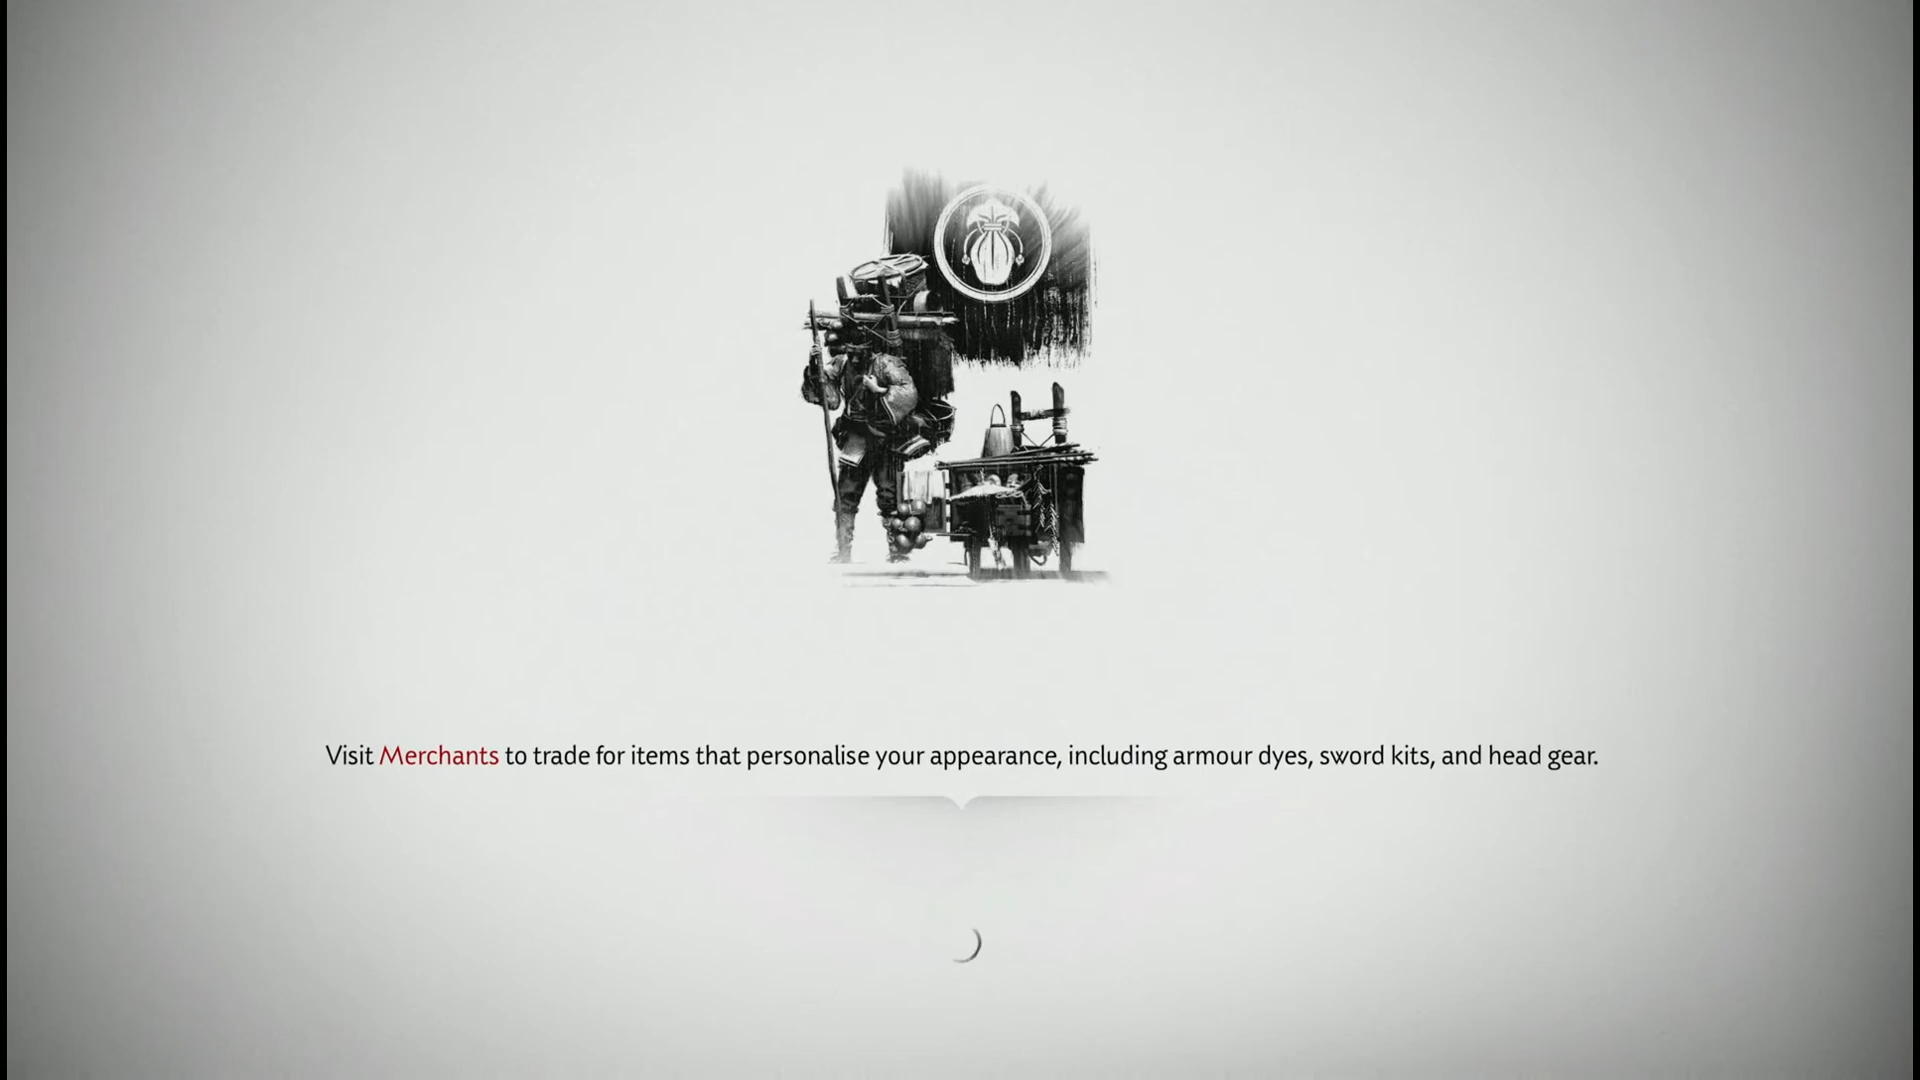 Visit Merchants to trade for items that personalise your appearance, including armour dyes, sword kits, and head gear.